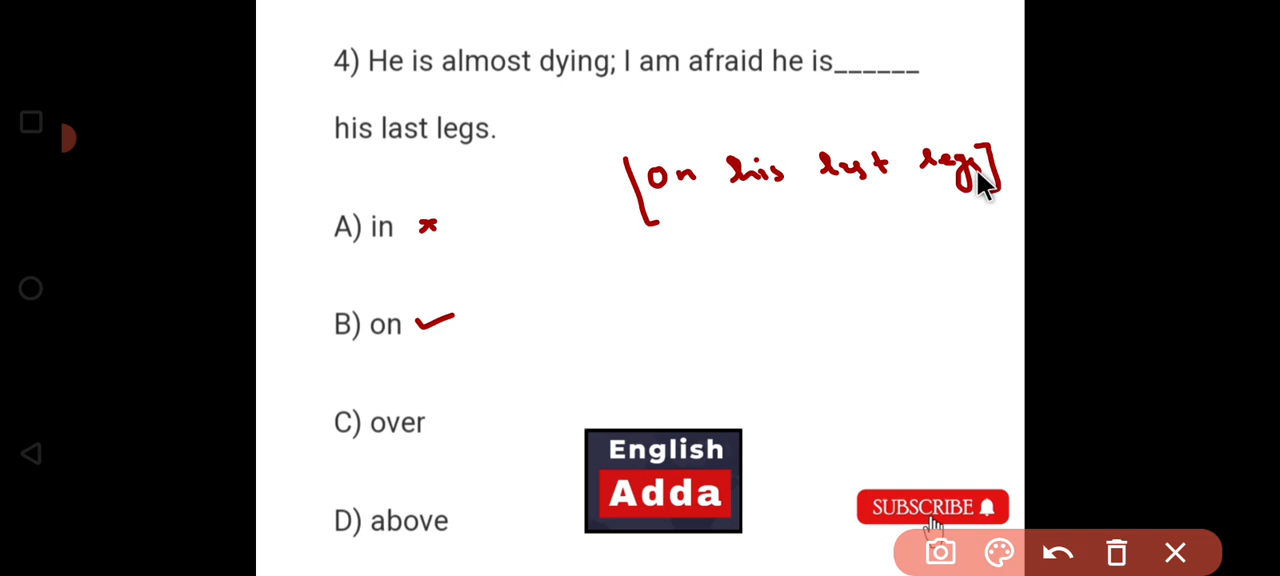 4) He is almost dying; I am afraid he is______
his last legs.
[on his last legs]
A) in
B) on
C) over
D) above
English
Adda
SUBSCRIBE